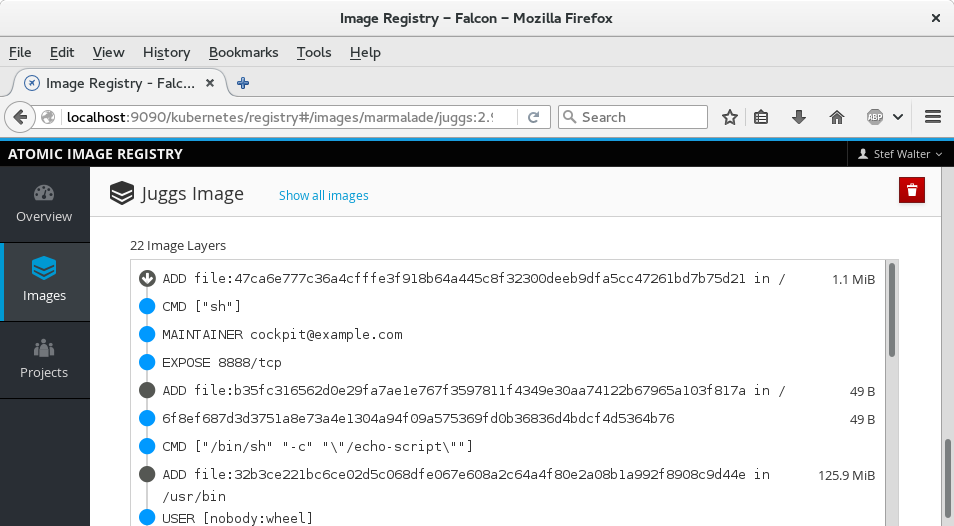 Image Registry – Falcon – Mozilla Firefox
File Edit View History Bookmarks Tools Help
Image Registry - Falc...
localhost:9090/kubernetes/registry#/images/marmalade/juggs:2.9
Search
ABP
ATOMIC IMAGE REGISTRY
Stef Walter
Overview
Images
Projects
Juggs Image
Show all images
22 Image Layers
ADD file:47ca6e777c36a4cfffe3f918b64a445c8f32300deeb9dfa5cc47261bd7b75d21 in / 1.1 MiB
CMD ["sh"]
MAINTAINER cockpit@example.com
EXPOSE 8888/tcp
ADD file:b35fc316562d0e29fa7ae1e767f3597811f4349e30aa74122b67965a103f817a in / 49 B
6f8ef687d3d3751a8e73a4e1304a94f09a575369fd0b36836d4bdcf4d5364b76 49 B
CMD ["/bin/sh" "-c" "\"/echo-script\""]
ADD file:32b3ce221bc6ce02d5c068dfe067e608a2c64a4f80e2a08b1a992f8908c9d44e in 125.9 MiB
/usr/bin
USER [nobody:wheel]